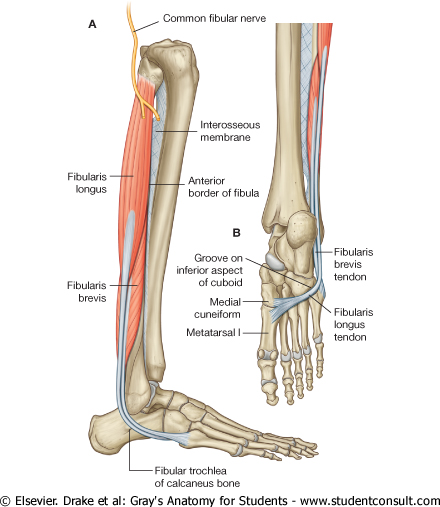 Common fibular nerve
A
Interosseous
membrane
Fibularis
longus
Anterior
border of fibula
B
Groove on
inferior aspect
of cuboid
Fibularis
brevis
tendon
Fibularis
brevis
Medial
cuneiform
Metatarsal I
Fibularis
longus
tendon
Fibular trochlea
of calcaneus bone
© Elsevier. Drake et al: Gray's Anatomy for Students - www.studentconsult.com